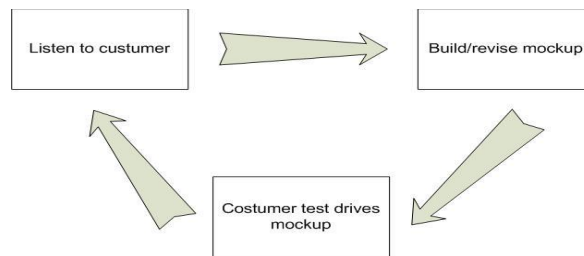 Listen to custumer
Build/revise mockup
Costumer test drives
mockup